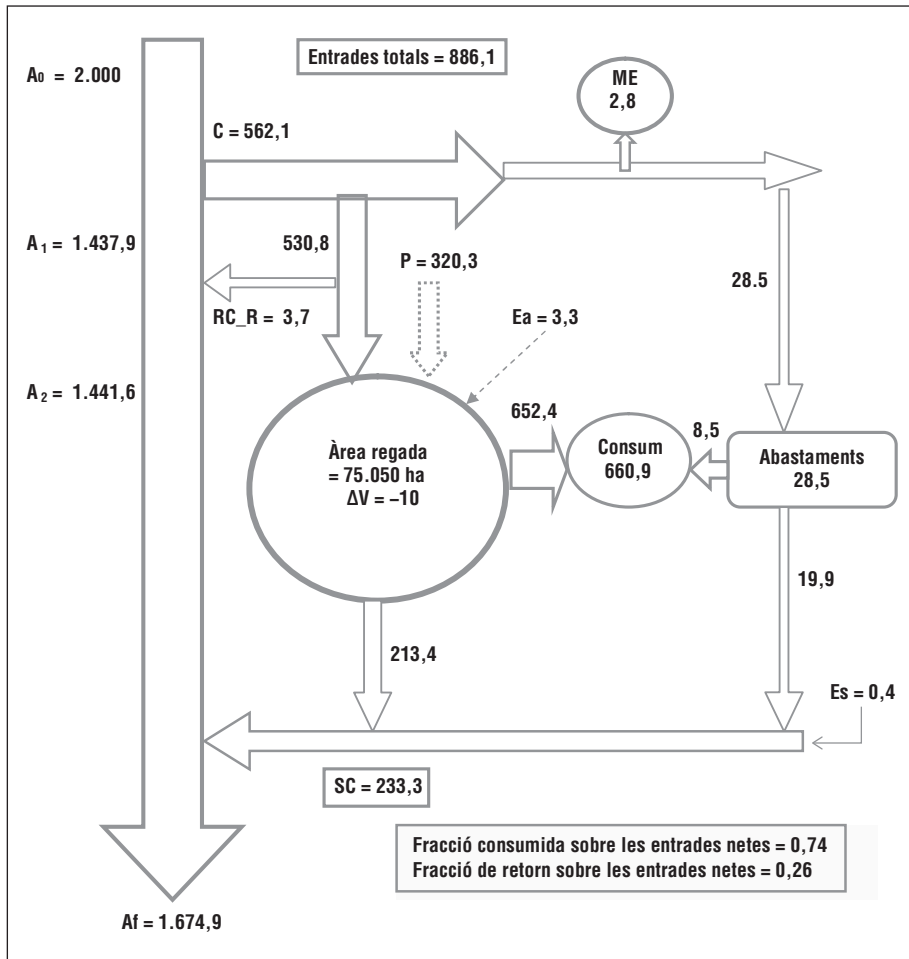 Entrades totals = 886,1
A0 = 2.000
ME
2,8
C = 562,1
A1 = 1.437,9
530,8
P = 320,3
28.5
RC_R = 3,7
Ea = 3,3
A2 = 1.441,6
652,4
8,5
Àrea regada
= 75.050 ha
ΔV = –10
Consum
660,9
Abastaments
28,5
19,9
213,4
Es = 0,4
SC = 233,3
Fracció consumida sobre les entrades netes = 0,74
Fracció de retorn sobre les entrades netes = 0,26
Af = 1.674,9